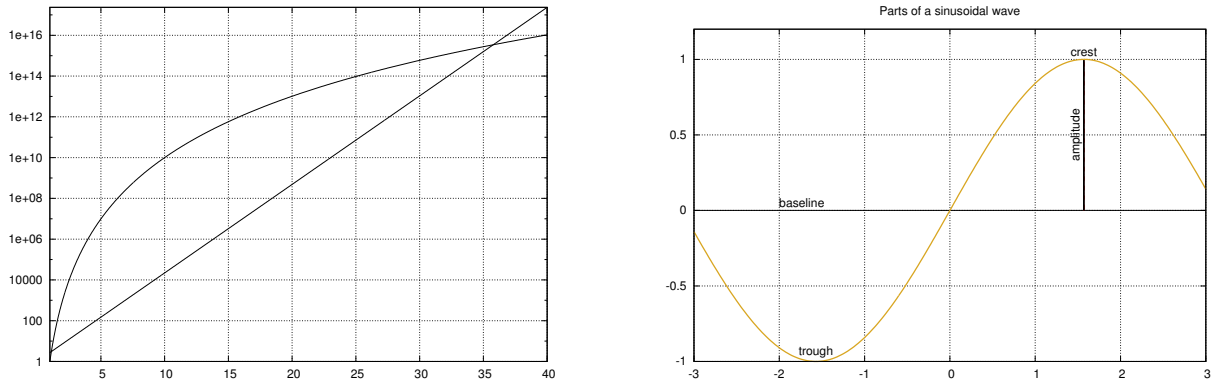 1e+16
1e+14
1e+12
1e+10
1e+08
1e+06
10000
100
1
5 10 15 20 25 30 35 40
Parts of a sinusoidal wave
1
0.5
0
-0.5
-1
crest
amplitude
baseline
trough
-3 -2 -1 0 1 2 3